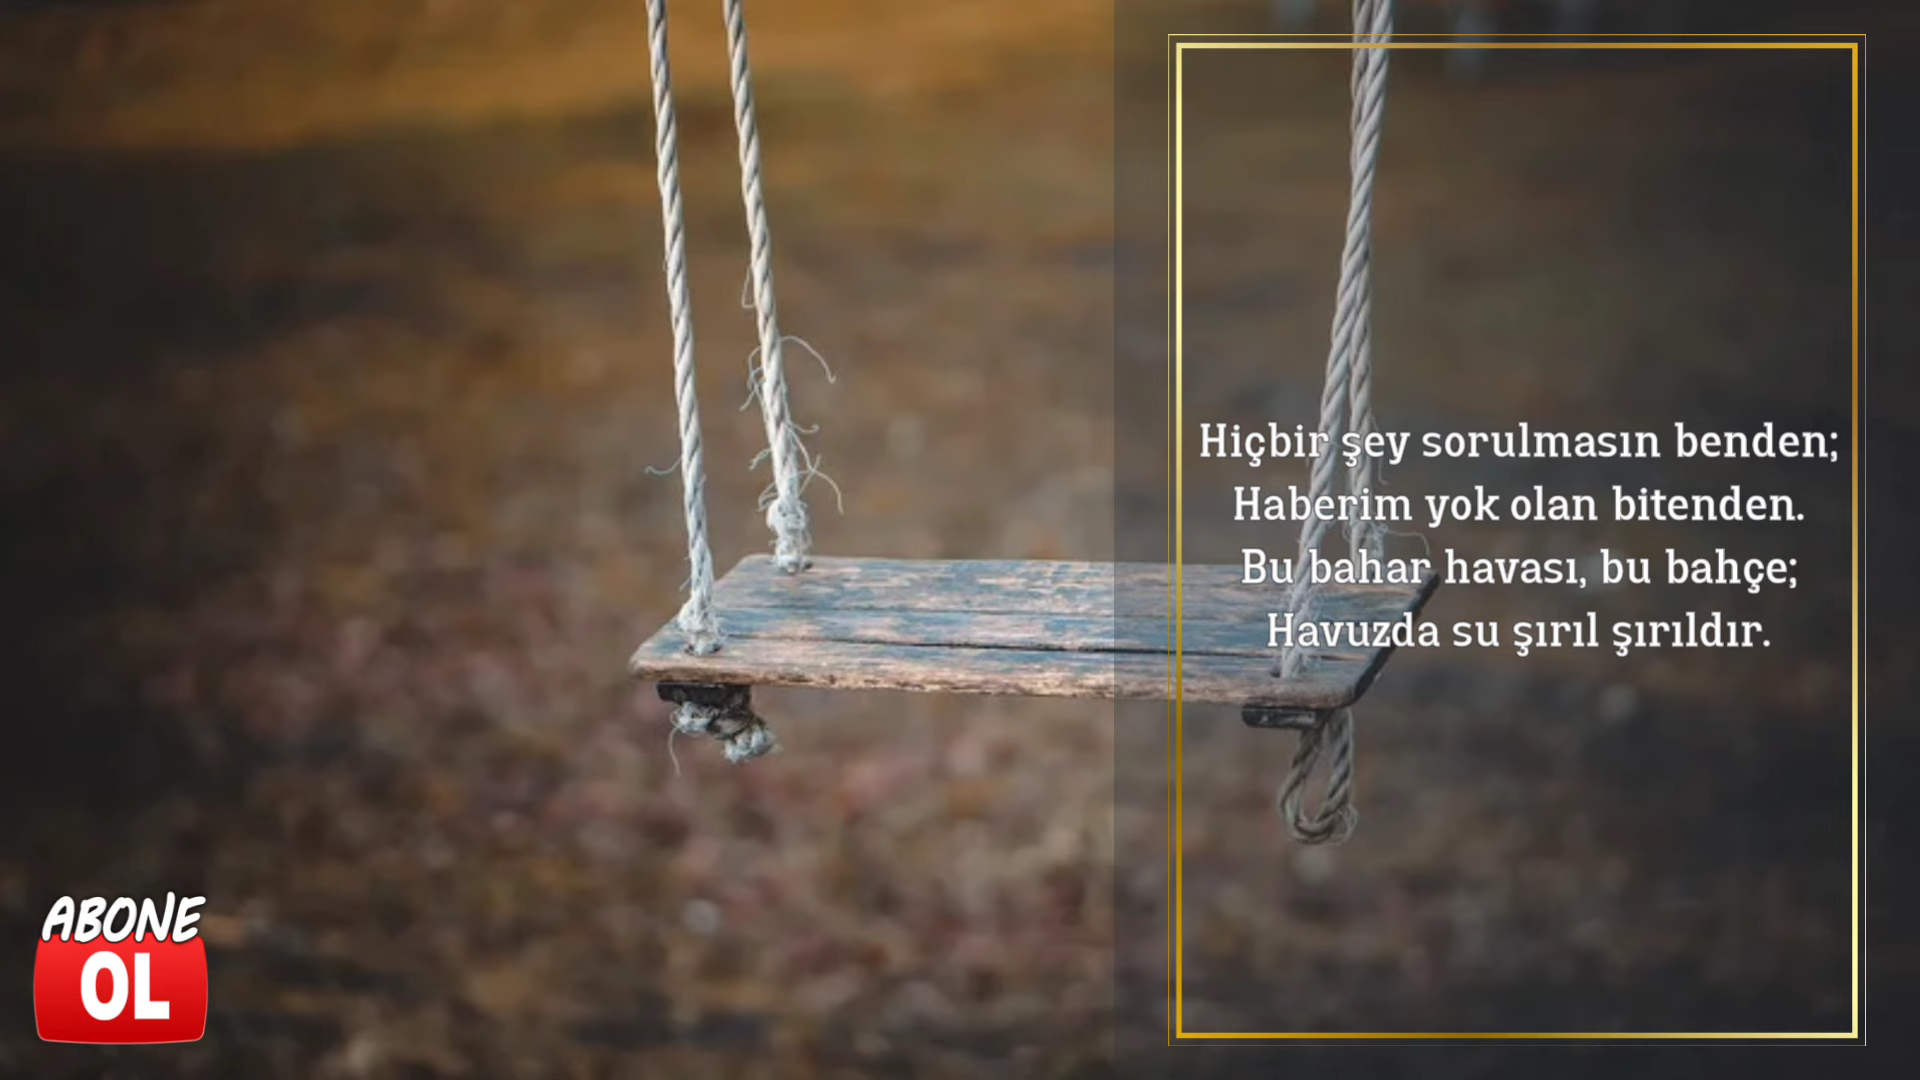 Hiçbir şey sorulmasın benden;
Haberim yok olan bitenden.
Bu bahar havası, bu bahçe;
Havuzda su şırıl şırıldır.
ABONE
OL